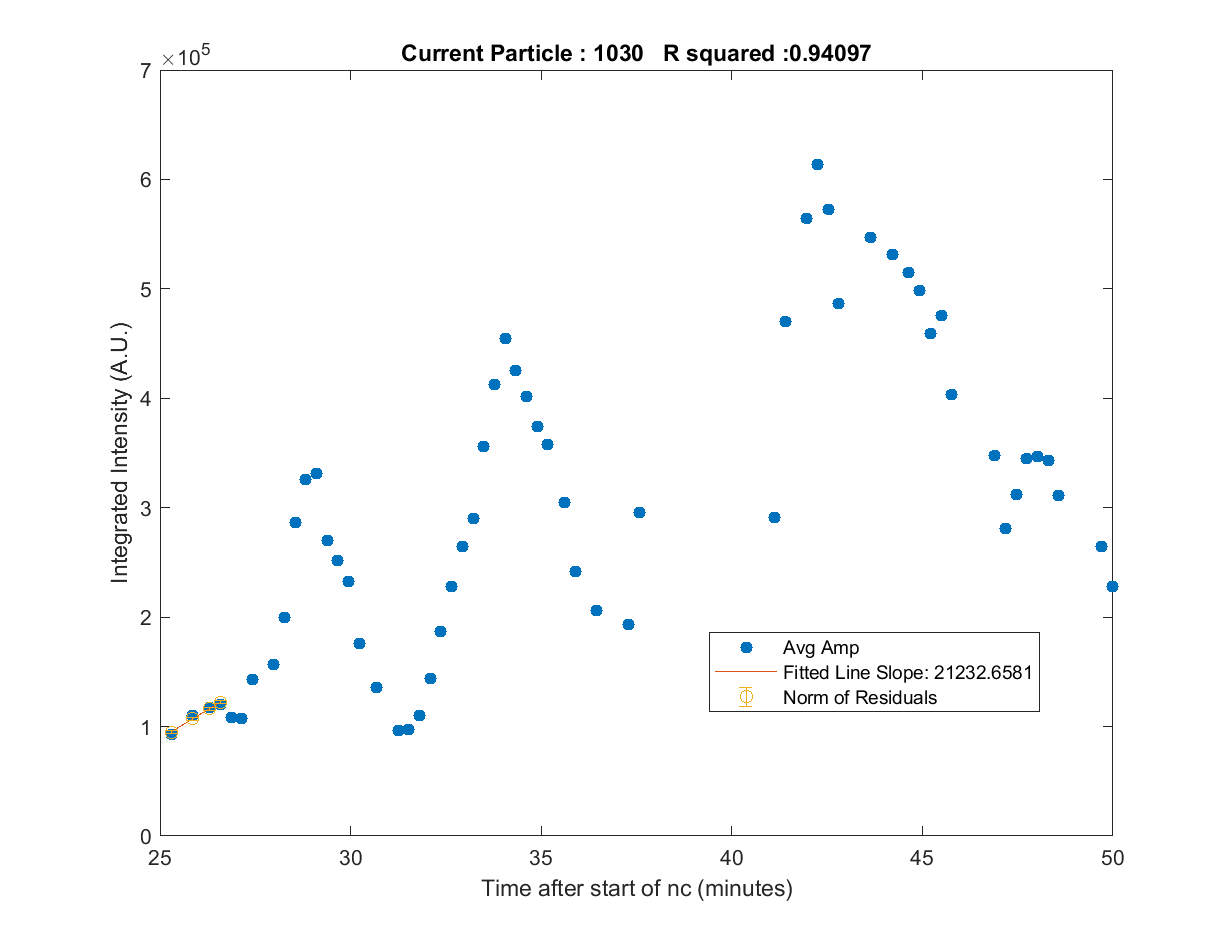 Current Particle : 1030 R squared :0.94097
×10^5
7
6
5
4
3
2
1
0
25 30 35 40 45 50
Integrated Intensity (A.U.)
Time after start of nc (minutes)
Avg Amp
Fitted Line Slope: 21232.6581
Norm of Residuals